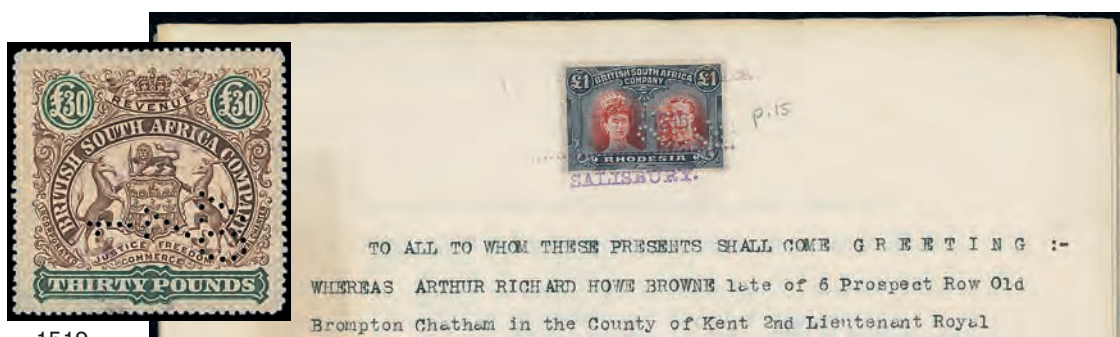 £30 £30
REVENUE
BRITISH SOUTH AFRICA COMPANY
INCORPORATED
JUSTICE FREEDOM
COMMERCE
THIRTY POUNDS
£1 BRITISH SOUTH AFRICA £1
COMPANY
RHODESIA
p.15
SALISBURY.
TO ALL TO WHOM THESE PRESENTS SHALL COME G R E E T I N G :-
WHEREAS ARTHUR RICHARD HOWE BROWNE late of 6 Prospect Row Old
Brompton Chatham in the County of Kent 2nd Lieutenant Royal